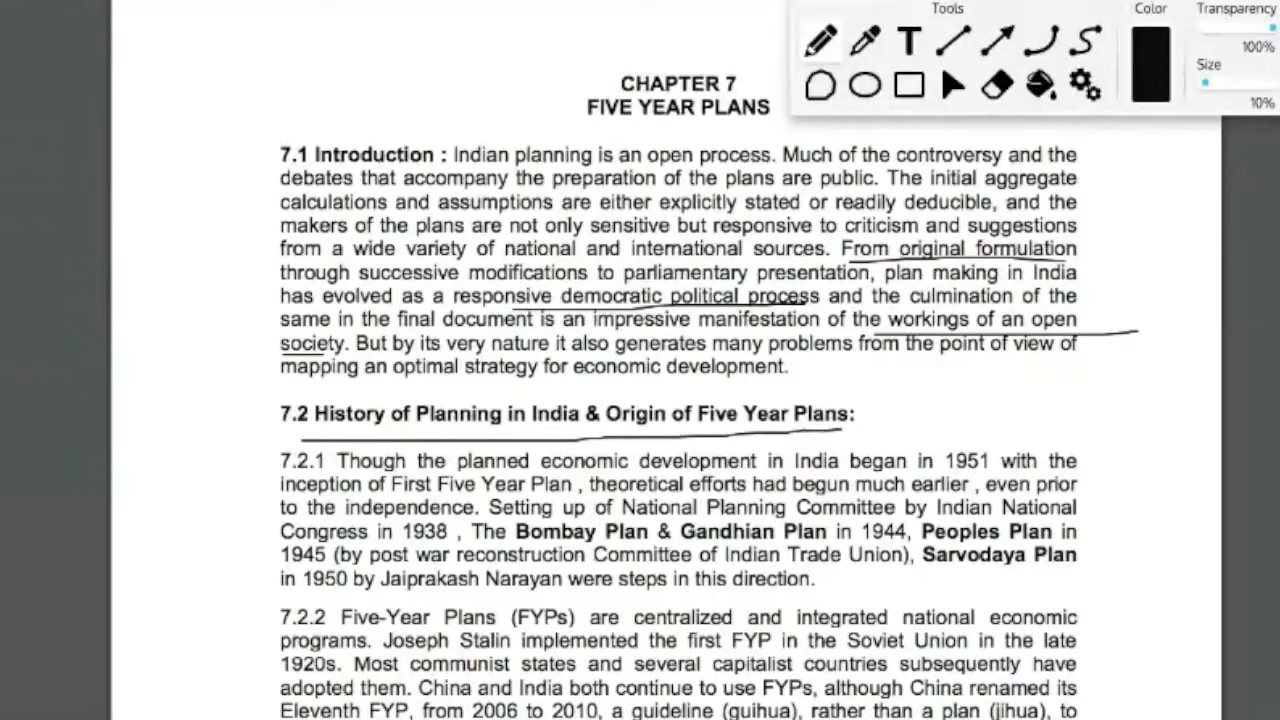 Tools
Color
Transparency
100%
Size
10%
T
CHAPTER 7
FIVE YEAR PLANS
7.1 Introduction : Indian planning is an open process. Much of the controversy and the
debates that accompany the preparation of the plans are public. The initial aggregate
calculations and assumptions are either explicitly stated or readily deducible, and the
makers of the plans are not only sensitive but responsive to criticism and suggestions
from a wide variety of national and international sources. From original formulation
through successive modifications to parliamentary presentation, plan making in India
has evolved as a responsive democratic political process and the culmination of the
same in the final document is an impressive manifestation of the workings of an open
society. But by its very nature it also generates many problems from the point of view of
mapping an optimal strategy for economic development.
7.2 History of Planning in India & Origin of Five Year Plans:
7.2.1 Though the planned economic development in India began in 1951 with the
inception of First Five Year Plan , theoretical efforts had begun much earlier , even prior
to the independence. Setting up of National Planning Committee by Indian National
Congress in 1938 , The Bombay Plan & Gandhian Plan in 1944, Peoples Plan in
1945 (by post war reconstruction Committee of Indian Trade Union), Sarvodaya Plan
in 1950 by Jaiprakash Narayan were steps in this direction.
7.2.2 Five-Year Plans (FYPs) are centralized and integrated national economic
programs. Joseph Stalin implemented the first FYP in the Soviet Union in the late
1920s. Most communist states and several capitalist countries subsequently have
adopted them. China and India both continue to use FYPs, although China renamed its
Eleventh FYP, from 2006 to 2010, a guideline (guihua), rather than a plan (jihua), to